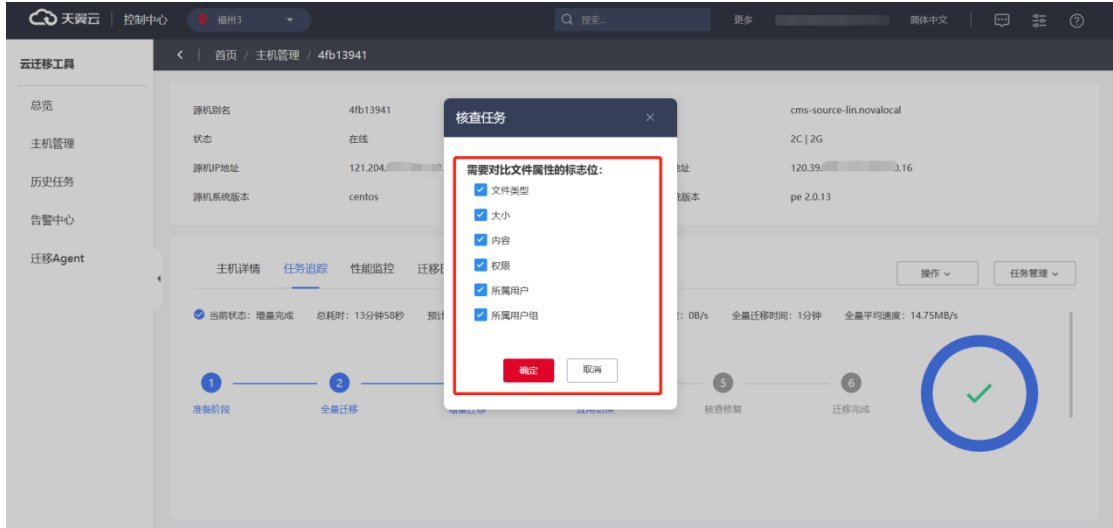 天翼云 控制中心 福州3 搜索... 更多 简体中文
云迁移工具
首页 / 主机管理 / 4fb13941
总览
主机管理
历史任务
告警中心
迁移Agent
源机别名 4fb13941 cms-source-lin.novalocal
状态 在线 2C | 2G
源机IP地址 121.204. 120.39. .16
源机系统版本 centos 统版本 pe 2.0.13
核查任务
需要对比文件属性的标志位:
文件类型
大小
内容
权限
所属用户
所属用户组
确定 取消
主机详情 任务追踪 性能监控 操作 任务管理
当前状态: 增量完成 总耗时: 13分钟58秒 0B/s 全量迁移时间: 1分钟 全量平均速度: 14.75MB/s
1 2 5 6
准备阶段 全量迁移 增量迁移 应用切换 核查修复 迁移完成